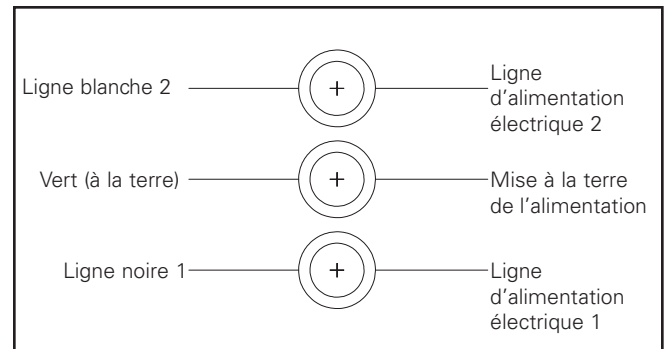 Ligne blanche 2
Ligne
d'alimentation
électrique 2
Vert (à la terre)
Mise à la terre
de l'alimentation
Ligne noire 1
Ligne
d'alimentation
électrique 1